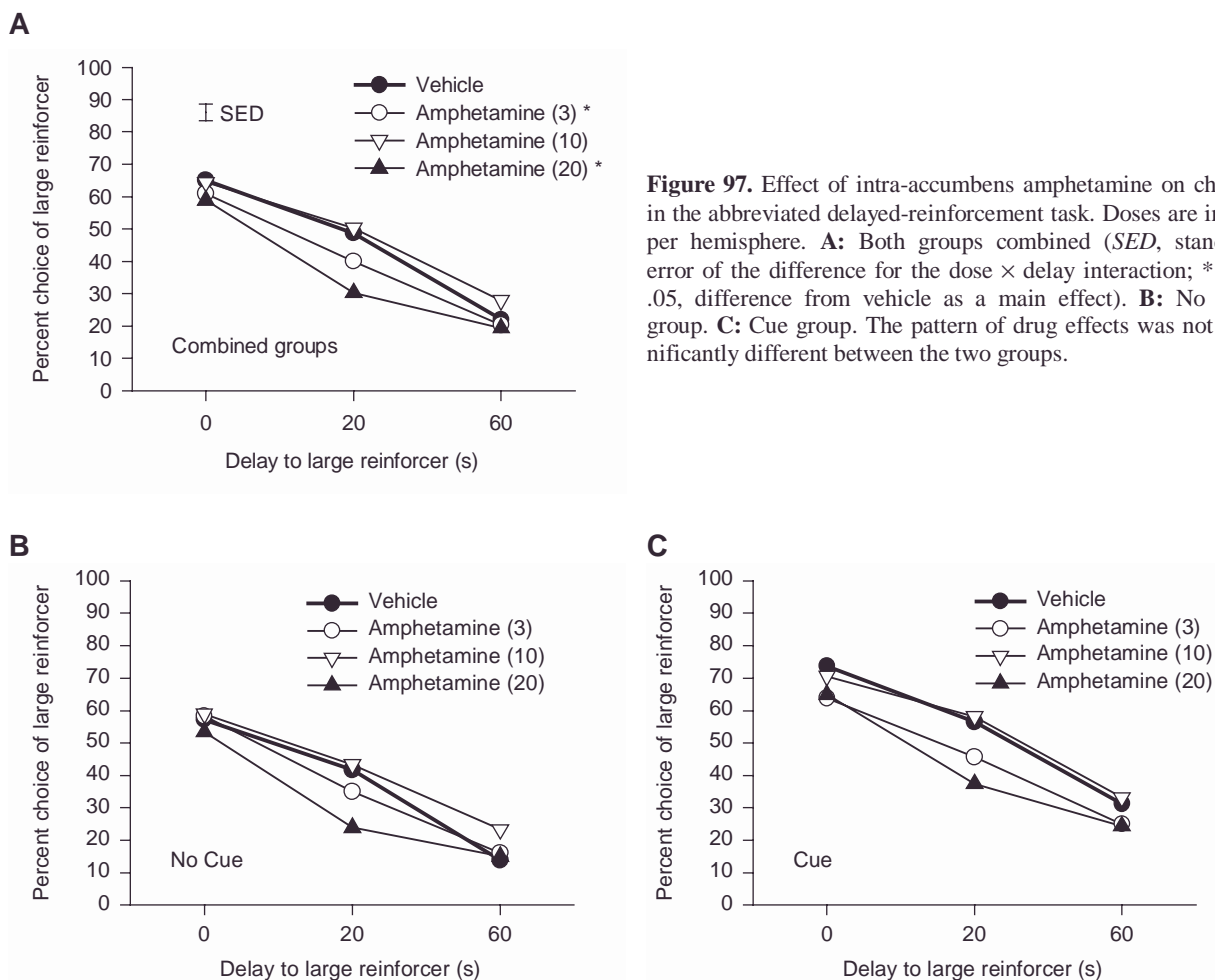 A
100
90
80
70
60
50
40
30
20
10
0
Percent choice of large reinforcer
SED
Vehicle
Amphetamine (3) *
Amphetamine (10)
Amphetamine (20) *
Combined groups
0 20 60
Delay to large reinforcer (s)
Figure 97. Effect of intra-accumbens amphetamine on
in the abbreviated delayed-reinforcement task. Doses are
per hemisphere. A: Both groups combined (SED,
error of the difference for the dose × delay interaction; *
.05, difference from vehicle as a main effect). B: No
group. C: Cue group. The pattern of drug effects was not
nificantly different between the two groups.
B
100
90
80
70
60
50
40
30
20
10
0
Percent choice of large reinforcer
Vehicle
Amphetamine (3)
Amphetamine (10)
Amphetamine (20)
No Cue
0 20 60
Delay to large reinforcer (s)
C
100
90
80
70
60
50
40
30
20
10
0
Percent choice of large reinforcer
Vehicle
Amphetamine (3)
Amphetamine (10)
Amphetamine (20)
Cue
0 20 60
Delay to large reinforcer (s)